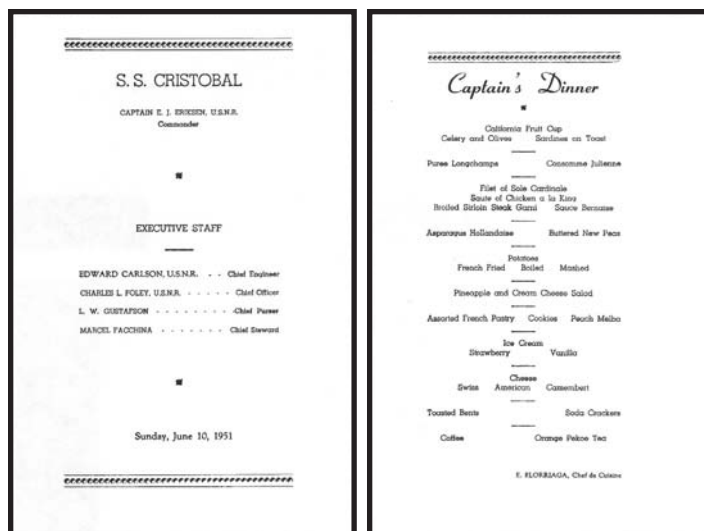 S. S. CRISTOBAL
CAPTAIN E. J. ERIKSEN, U.S.N.R.
Commander
EXECUTIVE STAFF
EDWARD CARLSON, U.S.N.R. . . Chief Engineer
CHARLES L. FOLEY, U.S.N.R. . . . . . Chief Officer
L. W. GUSTAFSON . . . . . . . . . Chief Purser
MARCEL FACCHINA . . . . . . . Chief Steward
Sunday, June 10, 1951
Captain's Dinner
California Fruit Cup
Celery and Olives Sardines on Toast
Puree Longchamps Consomme Julienne
Filet of Sole Cardinale
Saute of Chicken a la King
Broiled Sirloin Steak Garni Sauce Bernaise
Asparagus Hollandaise Buttered New Peas
Potatoes
French Fried Boiled Mashed
Pineapple and Cream Cheese Salad
Assorted French Pastry Cookies Peach Melba
Ice Cream
Strawberry Vanilla
Cheese
Swiss American Camembert
Toasted Bents Soda Crackers
Coffee Orange Pekoe Tea
E. ELORRIAGA, Chef de Cuisine